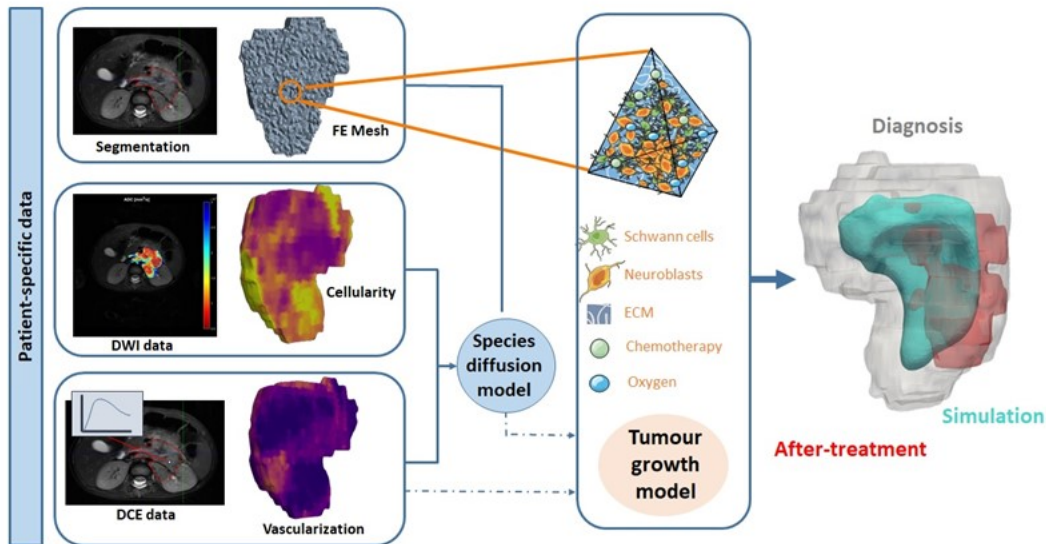 Patient-specific data
Segmentation
FE Mesh
DWI data
Cellularity
DCE data
Vascularization
Species
diffusion
model
Schwann cells
Neuroblasts
ECM
Chemotherapy
Oxygen
Tumour
growth
model
Diagnosis
Simulation
After-treatment